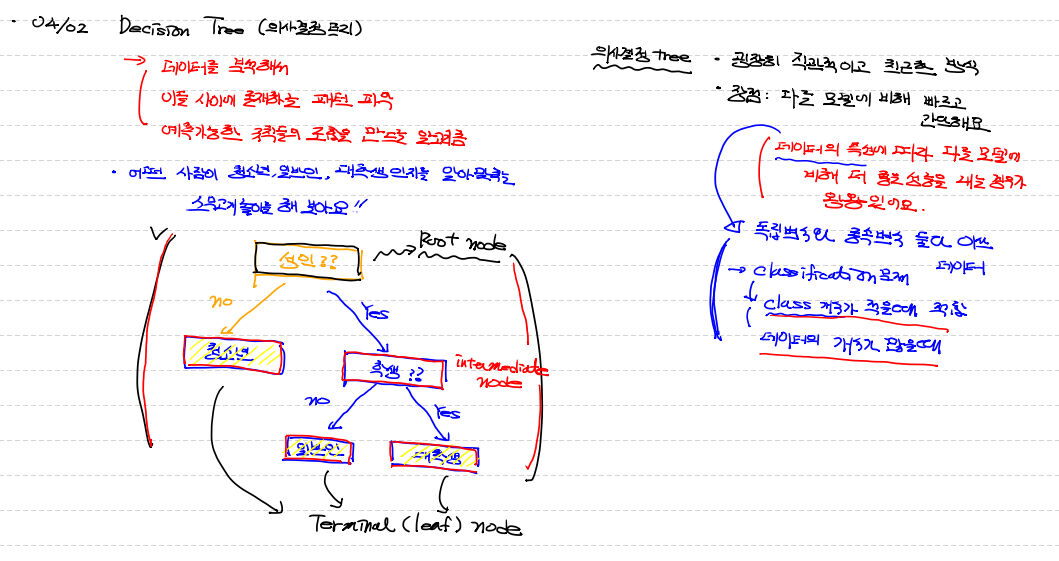 · 04/02 Decision Tree (의사결정 트리)
→ 데이터를 분석해서
이들 사이에 존재하는 패턴 파악
예측가능한 규칙들의 조합을 만드는 알고리즘
· 어떤 사람이 청소년, 일반인, 대학생 인지를 알아맞추는
스무고개놀이를 해 보아요!!
성인??
Root node
no
Yes
청소년
학생??
intermediate
node
no
Yes
일반인
대학생
Terminal (leaf) node
의사결정 tree
· 굉장히 직관적이고 친근한 방식
· 장점: 다른 모델에 비해 빠르고
간단해요
데이터의 특성에 따라 다른 모델에
비해 더 좋은 성능을 내는 경우가
왕왕 있어요.
독립변수와 종속변수 둘다 이산
데이터
→ Classification 문제
class 개수가 적을때 적합
데이터의 개수가 많을때